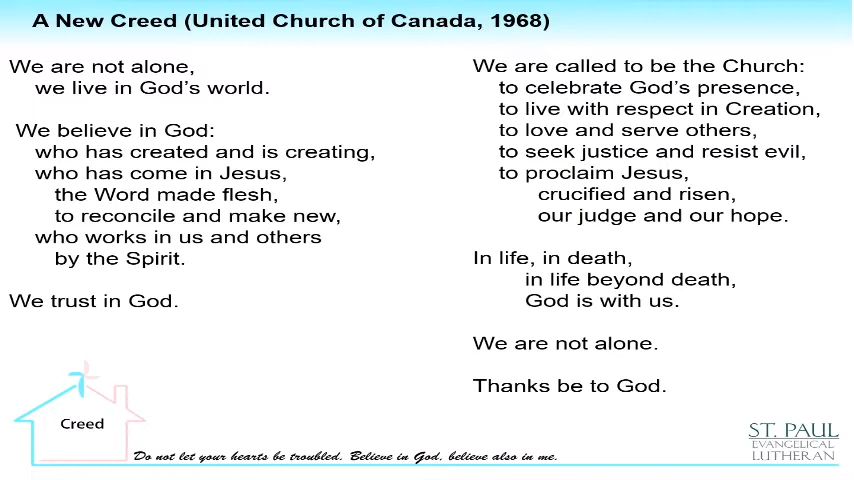 A New Creed (United Church of Canada, 1968)
We are not alone,
we live in God's world.
We believe in God:
who has created and is creating,
who has come in Jesus,
the Word made flesh,
to reconcile and make new,
who works in us and others
by the Spirit.
We trust in God.
We are called to be the Church:
to celebrate God's presence,
to live with respect in Creation,
to love and serve others,
to seek justice and resist evil,
to proclaim Jesus,
crucified and risen,
our judge and our hope.
In life, in death,
in life beyond death,
God is with us.
We are not alone.
Thanks be to God.
Creed
Do not let your hearts be troubled. Believe in God, believe also in me.
ST. PAUL
EVANGELICAL
LUTHERAN